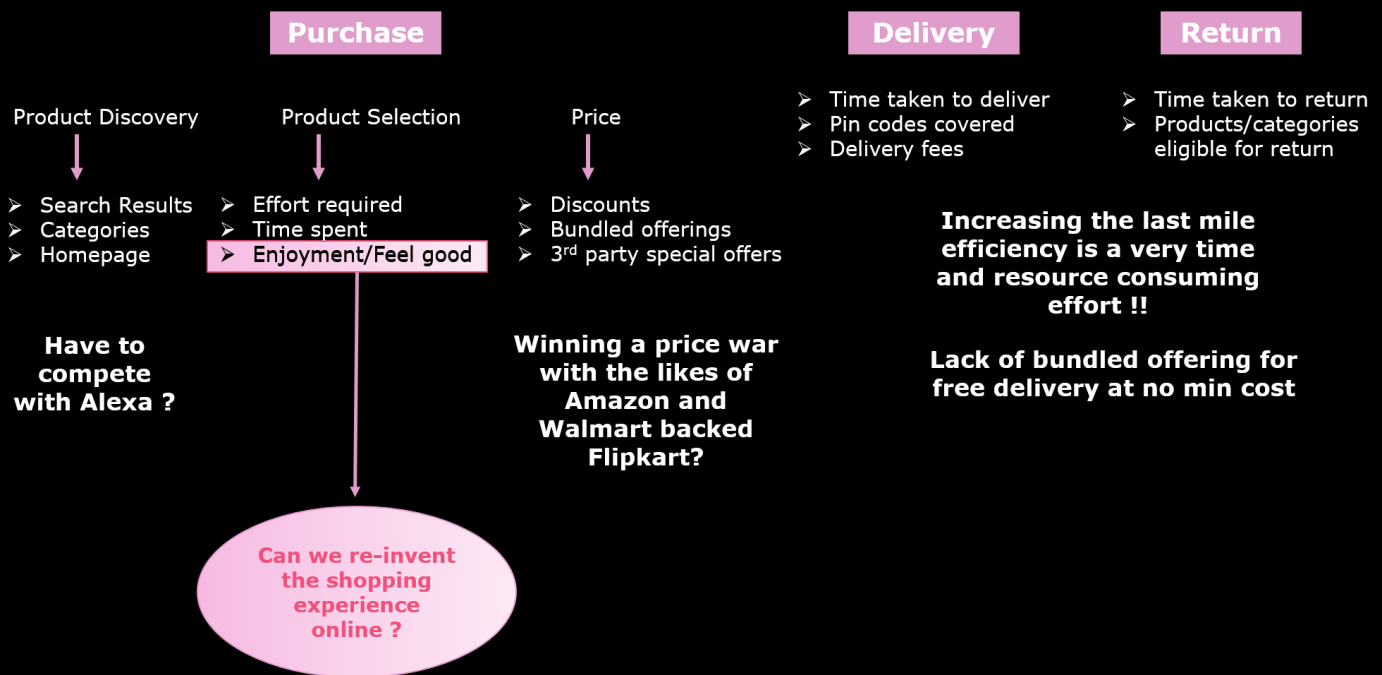 Purchase
Delivery
Return
Product Discovery
Product Selection
Price
➢ Search Results
➢ Categories
➢ Homepage
➢ Effort required
➢ Time spent
➢ Enjoyment/Feel good
➢ Discounts
➢ Bundled offerings
➢ 3rd party special offers
➢ Time taken to deliver
➢ Pin codes covered
➢ Delivery fees
➢ Time taken to return
➢ Products/categories
eligible for return
Have to
compete
with Alexa ?
Winning a price war
with the likes of
Amazon and
Walmart backed
Flipkart?
Increasing the last mile
efficiency is a very time
and resource consuming
effort !!
Lack of bundled offering for
free delivery at no min cost
Can we re-invent
the shopping
experience
online ?